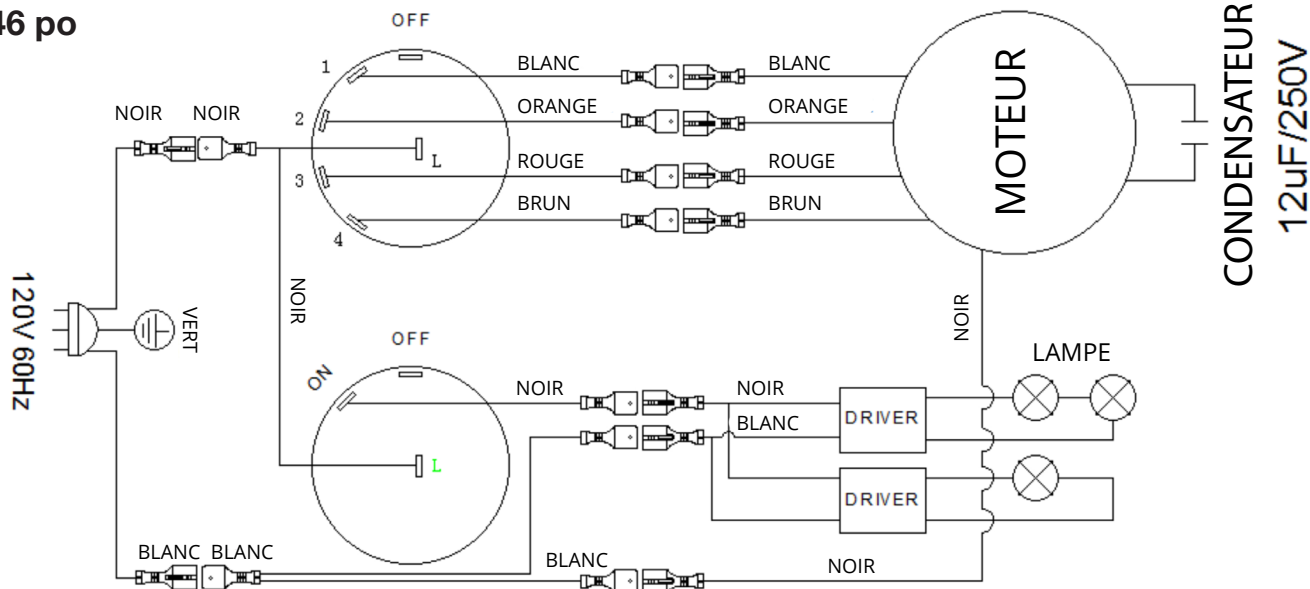 46 po
OFF
1
2
3
4
L
NOIR NOIR
BLANC BLANC
ORANGE ORANGE
ROUGE ROUGE
BRUN BRUN
MOTEUR
CONDENSATEUR
12uF/250V
120V 60Hz
VERT
NOIR
NOIR
OFF
ON
L
NOIR NOIR
BLANC
DRIVER
DRIVER
LAMPE
BLANC BLANC
BLANC NOIR